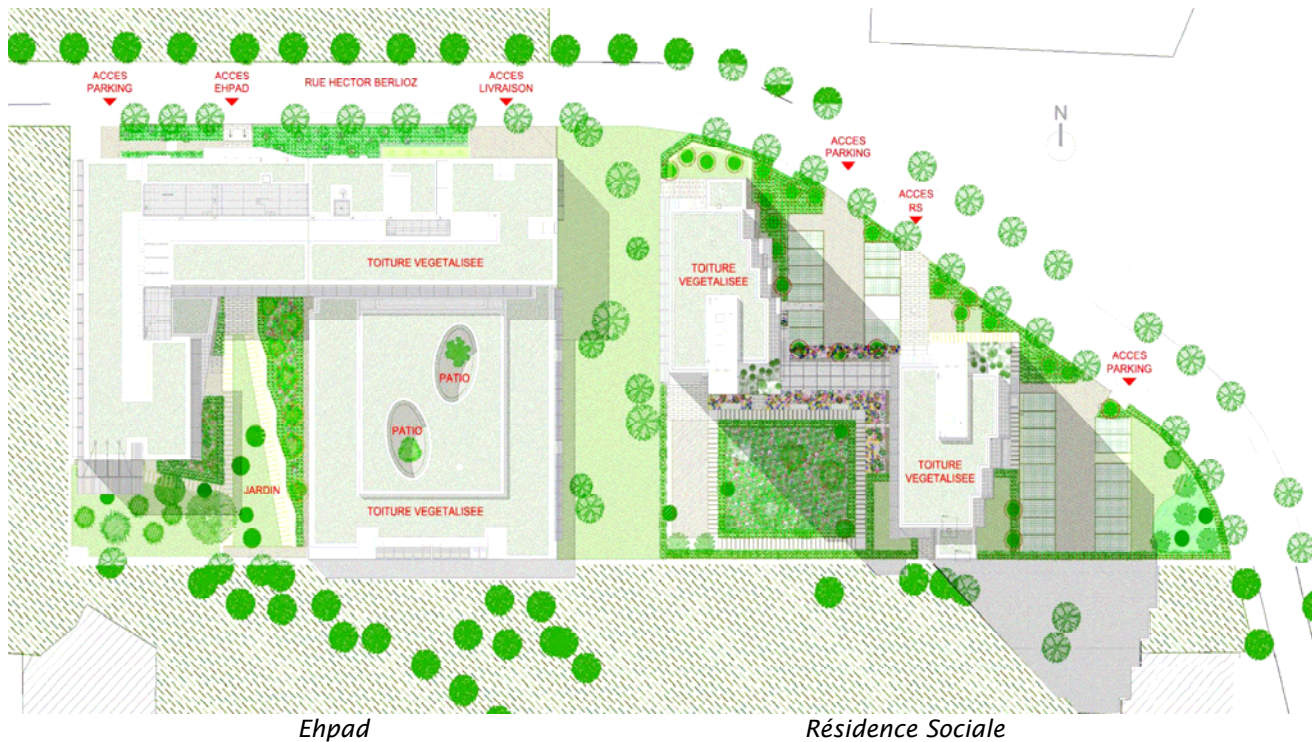 ACCES
PARKING
ACCES
EHPAD
RUE HECTOR BERLIOZ
ACCES
LIVRAISON
N
ACCES
PARKING
ACCES
RS
TOITURE VEGETALISEE
TOITURE
VEGETALISEE
ACCES
PARKING
PATIO
PATIO
JARDIN
TOITURE VEGETALISEE
TOITURE
VEGETALISEE
Ehpad
Résidence Sociale